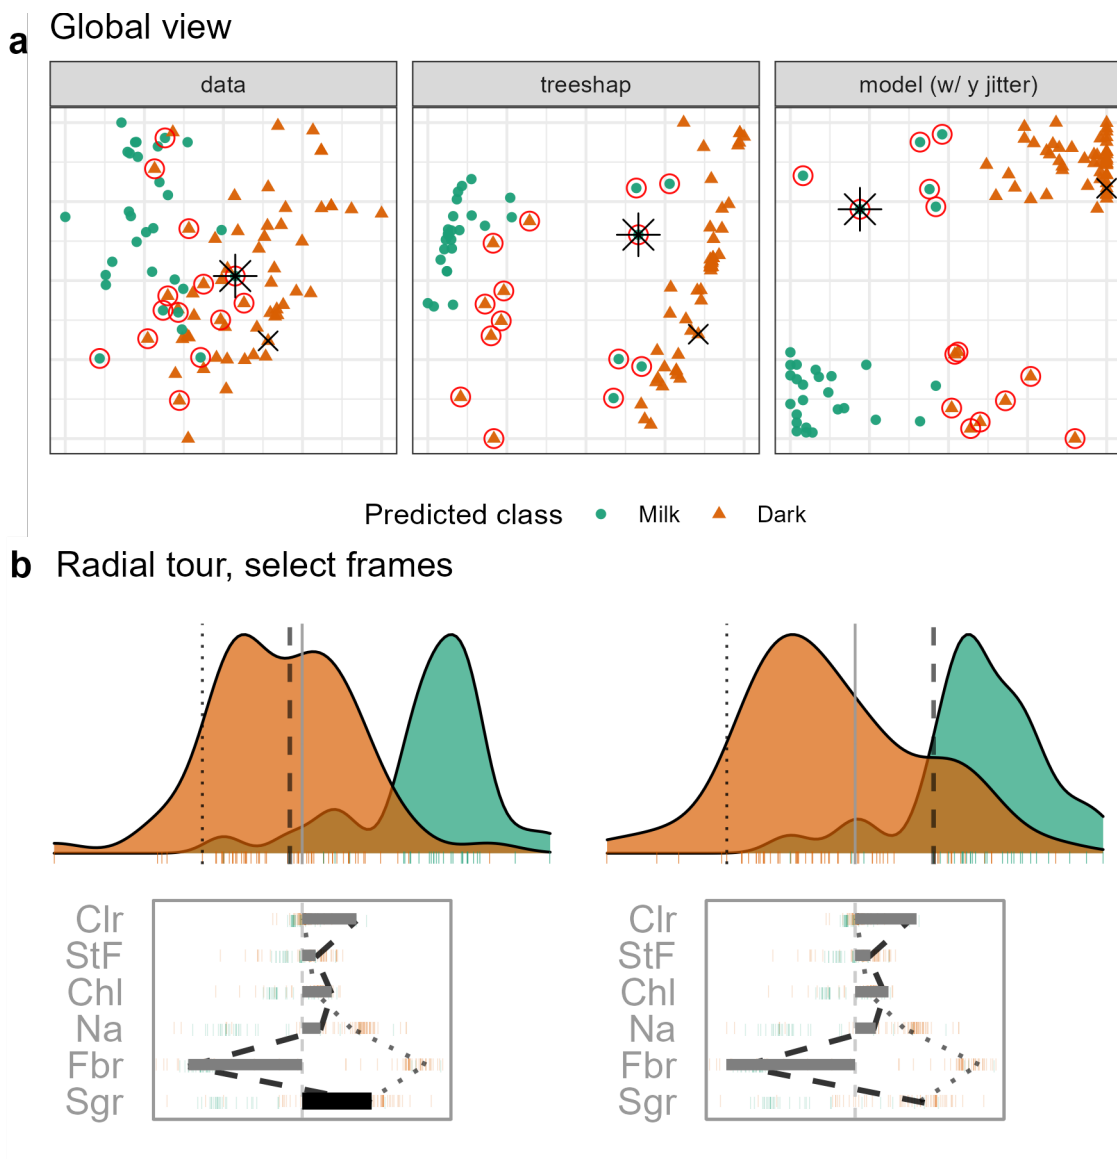 a Global view
data treeshap model (w/ y jitter)
Predicted class Milk Dark
b Radial tour, select frames
Clr Clr
StF StF
Chl Chl
Na Na
Fbr Fbr
Sgr Sgr